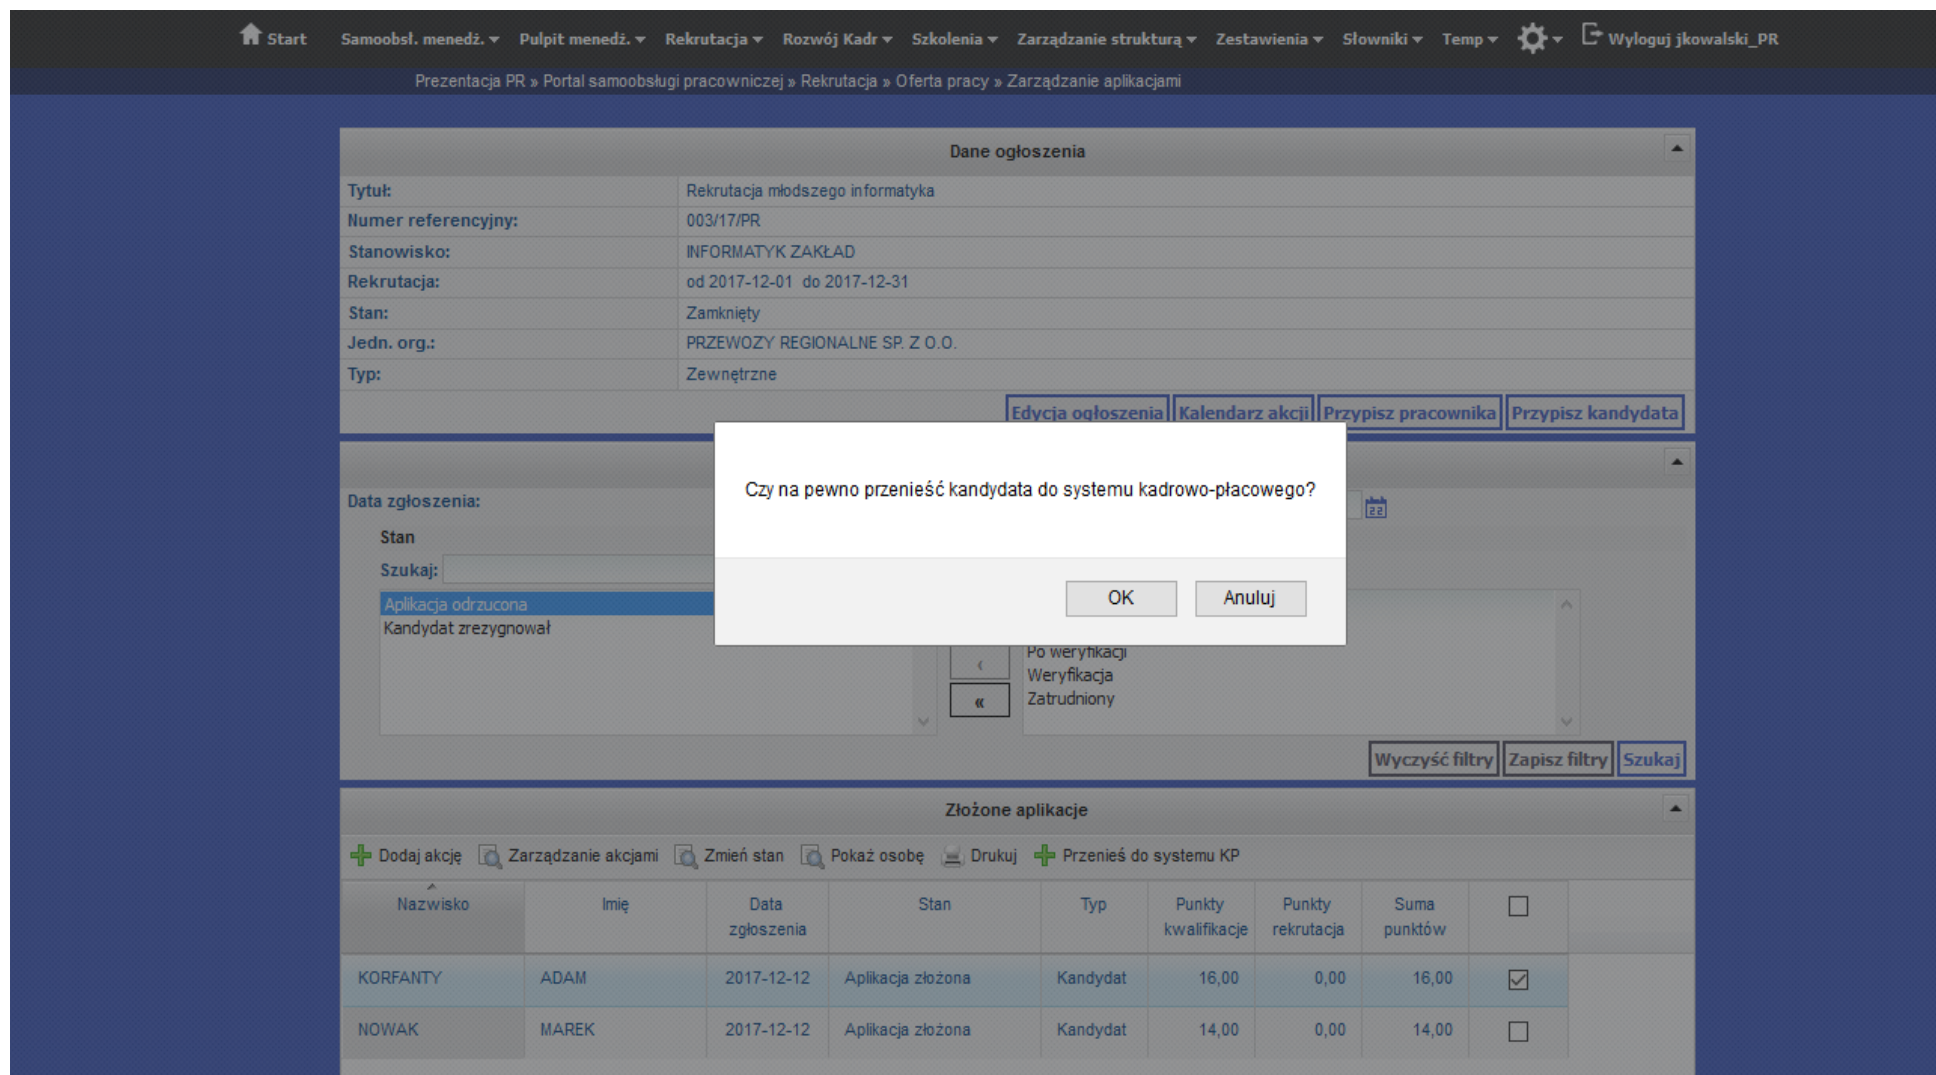 Start Samoobsł. menedż. Pulpit menedż. Rekrutacja Rozwój Kadr Szkolenia Zarządzanie strukturą Zestawienia Słowniki Temp Wyloguj jkowalski_PR
Prezentacja PR » Portal samoobsługi pracowniczej » Rekrutacja » Oferta pracy » Zarządzanie aplikacjami
Dane ogłoszenia
Tytuł: Rekrutacja młodszego informatyka
Numer referencyjny: 003/17/PR
Stanowisko: INFORMATYK ZAKŁAD
Rekrutacja: od 2017-12-01 do 2017-12-31
Stan: Zamknięty
Jedn. org.: PRZEWOZY REGIONALNE SP. Z O.O.
Typ: Zewnętrzne
Edycja ogłoszenia Kalendarz akcji Przypisz pracownika Przypisz kandydata
Czy na pewno przenieść kandydata do systemu kadrowo-płacowego?
OK Anuluj
Data zgłoszenia: 22
Stan
Szukaj:
Aplikacja odrzucona
Kandydat zrezygnował
‹
«
Po weryfikacji
Weryfikacja
Zatrudniony
Wyczyść filtry Zapisz filtry Szukaj
Złożone aplikacje
Dodaj akcję Zarządzanie akcjami Zmień stan Pokaż osobę Drukuj Przenieś do systemu KP
Nazwisko Imię Data zgłoszenia Stan Typ Punkty kwalifikacje Punkty rekrutacja Suma punktów
KORFANTY ADAM 2017-12-12 Aplikacja złożona Kandydat 16,00 0,00 16,00
NOWAK MAREK 2017-12-12 Aplikacja złożona Kandydat 14,00 0,00 14,00